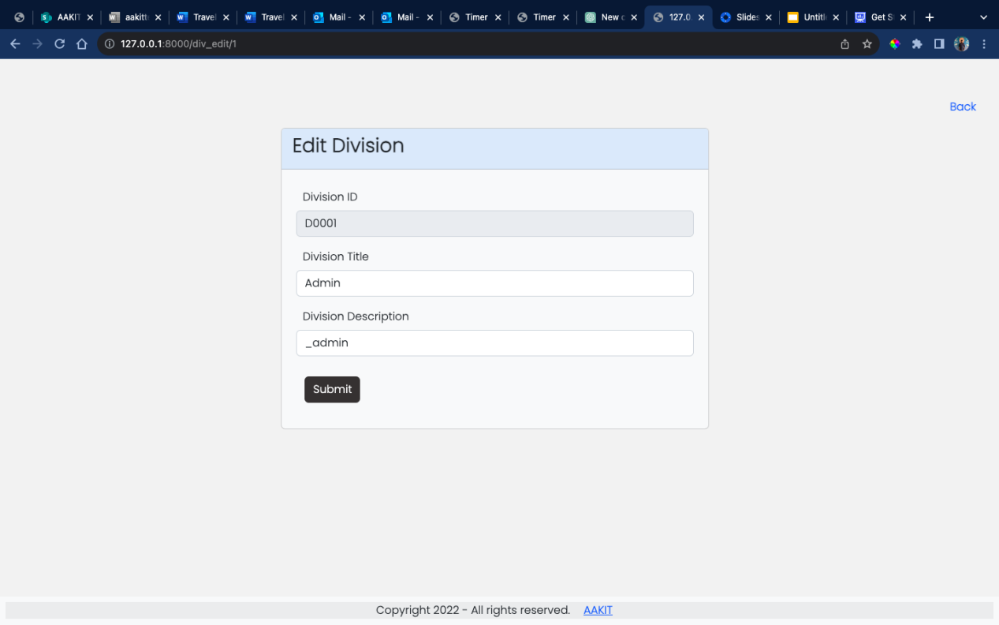 AAKIT
aakitt
Travel
Travel
Mail -
Mail -
Timer
Timer
New c
127.0.
Slides
Untitl
Get S
127.0.0.1:8000/div_edit/1
Back
Edit Division
Division ID
D0001
Division Title
Admin
Division Description
_admin
Submit
Copyright 2022 - All rights reserved. AAKIT